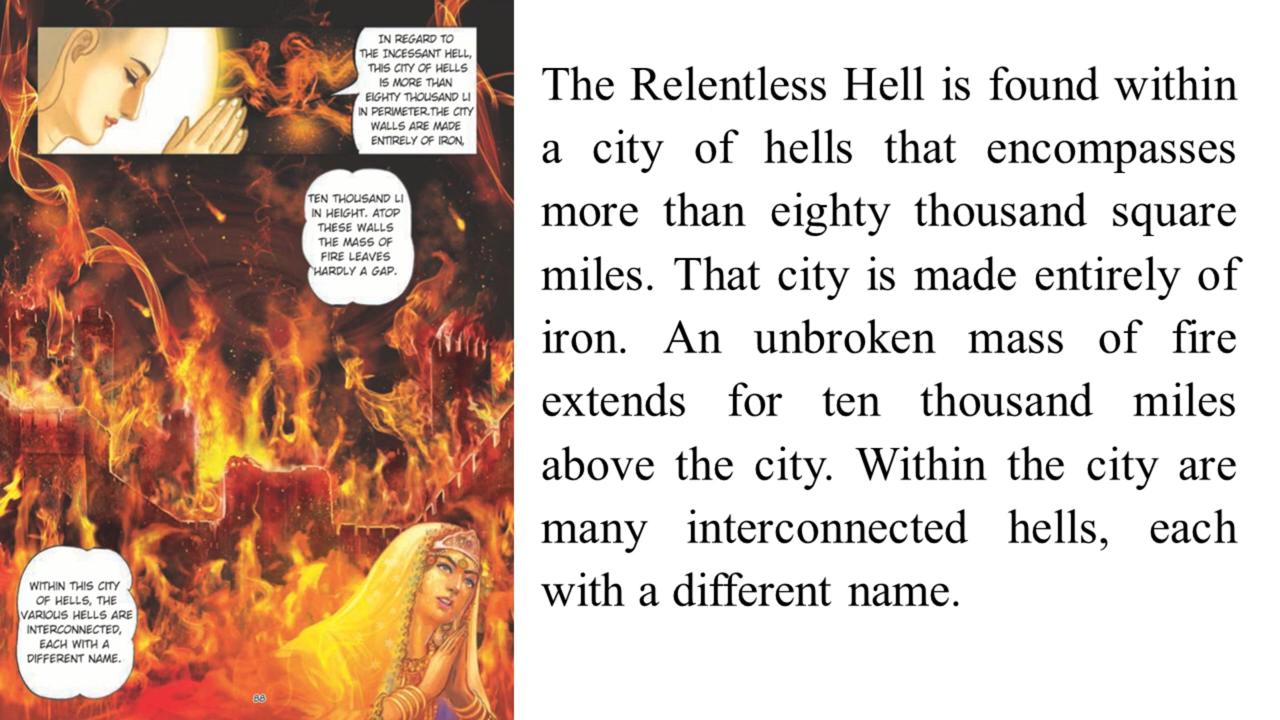 IN REGARD TO
THE INCESSANT HELL,
THIS CITY OF HELLS
IS MORE THAN
EIGHTY THOUSAND LI
IN PERIMETER.THE CITY
WALLS ARE MADE
ENTIRELY OF IRON,
TEN THOUSAND LI
IN HEIGHT. ATOP
THESE WALLS
THE MASS OF
FIRE LEAVES
HARDLY A GAP.
WITHIN THIS CITY
OF HELLS, THE
VARIOUS HELLS ARE
INTERCONNECTED,
EACH WITH A
DIFFERENT NAME.
88
The Relentless Hell is found within
a city of hells that encompasses
more than eighty thousand square
miles. That city is made entirely of
iron. An unbroken mass of fire
extends for ten thousand miles
above the city. Within the city are
many interconnected hells, each
with a different name.